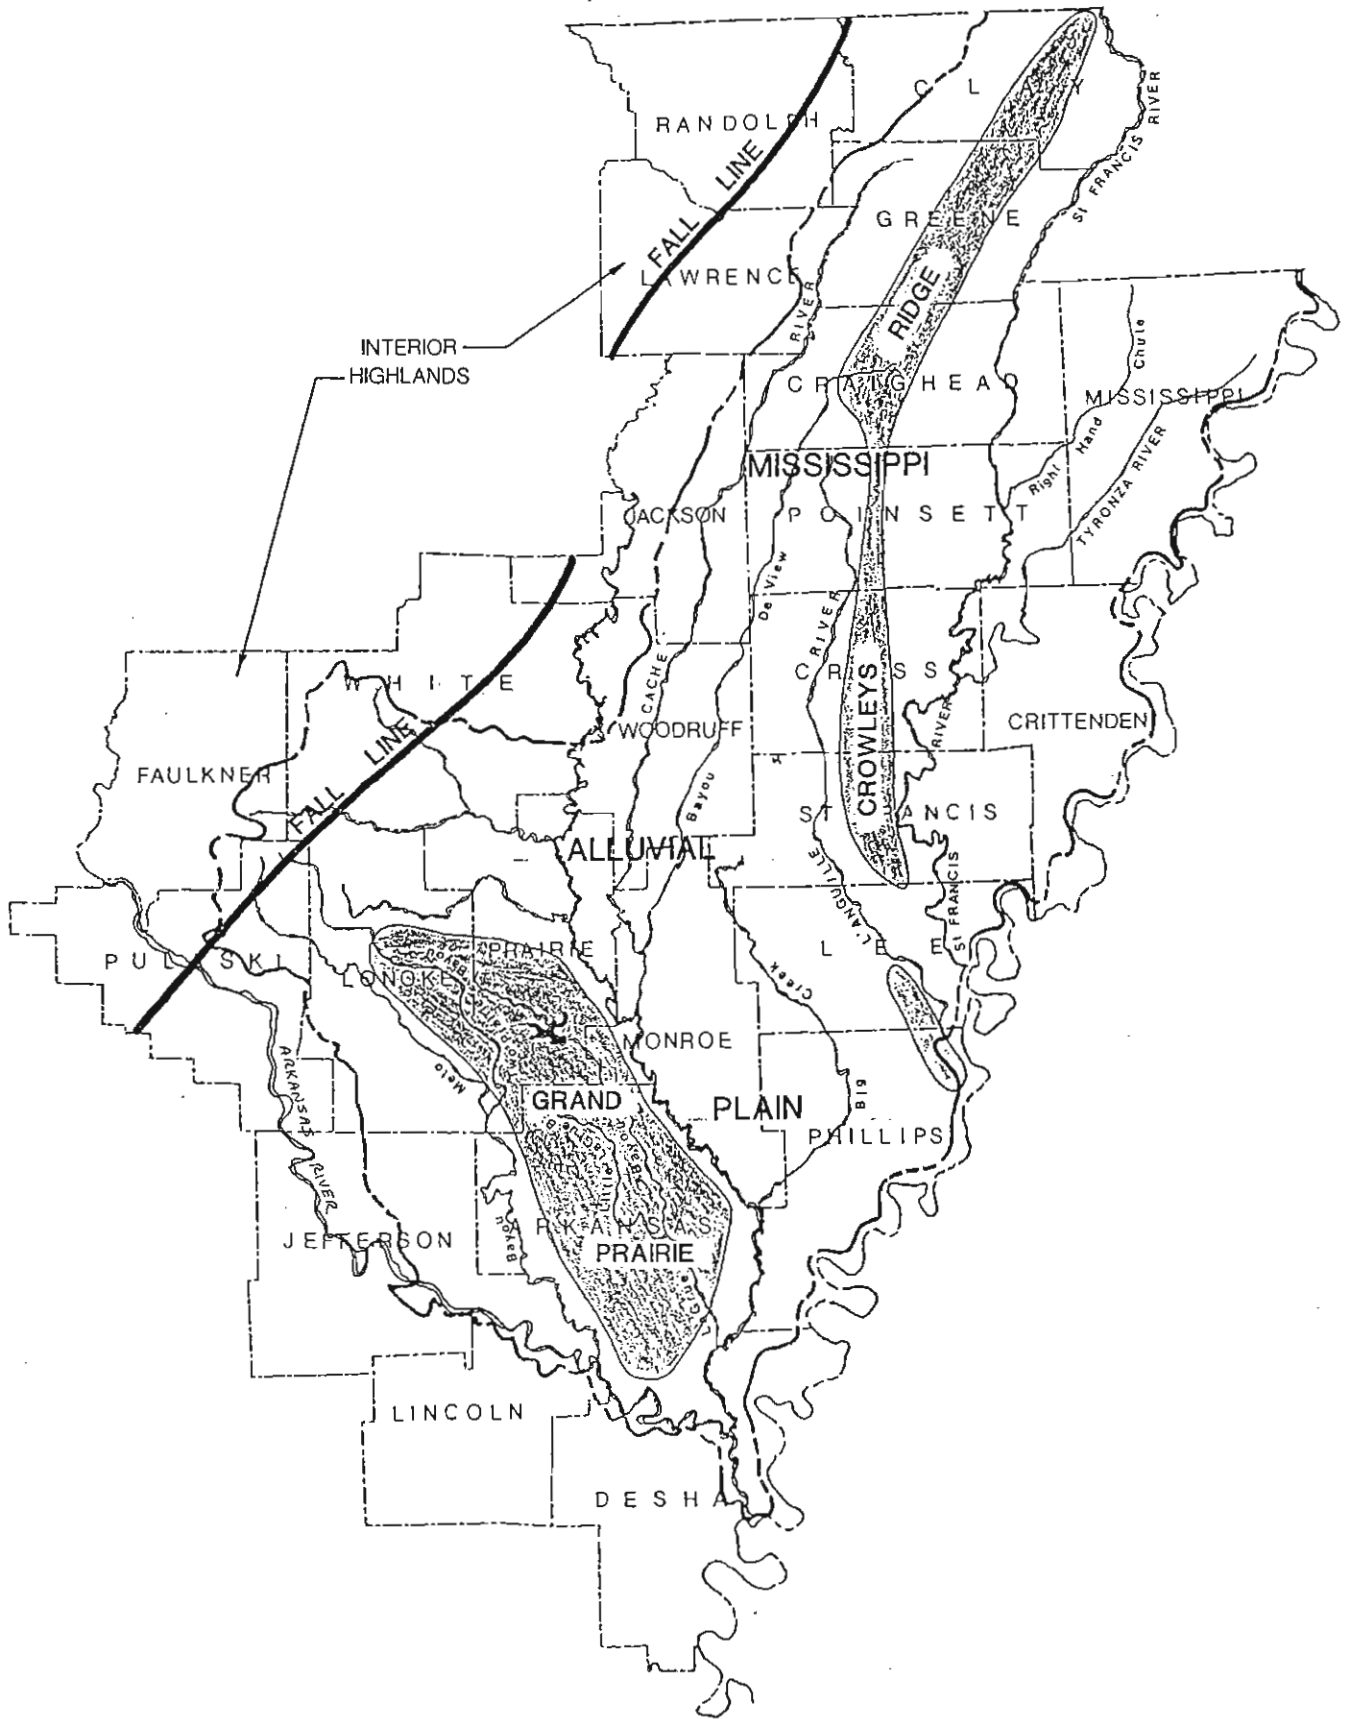 CLAY
RANDOLPH
ST FRANCIS RIVER
FALL LINE
GREENE
LAWRENCE
RIVER
RIDGE
INTERIOR
HIGHLANDS
CRAIGHEAD
Chute
MISSISSIPPI
Right Hand
MISSISSIPPI
TYRONZA RIVER
JACKSON
POINSETT
De View
RIVER
CACHE
WHITE
CROSS
CROWLEYS
WOODRUFF
RIVER
CRITTENDEN
FAULKNER
FALL LINE
Bayou
ST FRANCIS
ALLUVIAL
L'ANGUILLE
ST FRANCIS
PULASKI
LONOKE
PRAIRIE
LEE
Creek
MONROE
ARKANSAS
RIVER
Meto
GRAND
PLAIN
Big
PHILLIPS
Little
Bayou
ARKANSAS
JEFFERSON
PRAIRIE
LINCOLN
DESHA